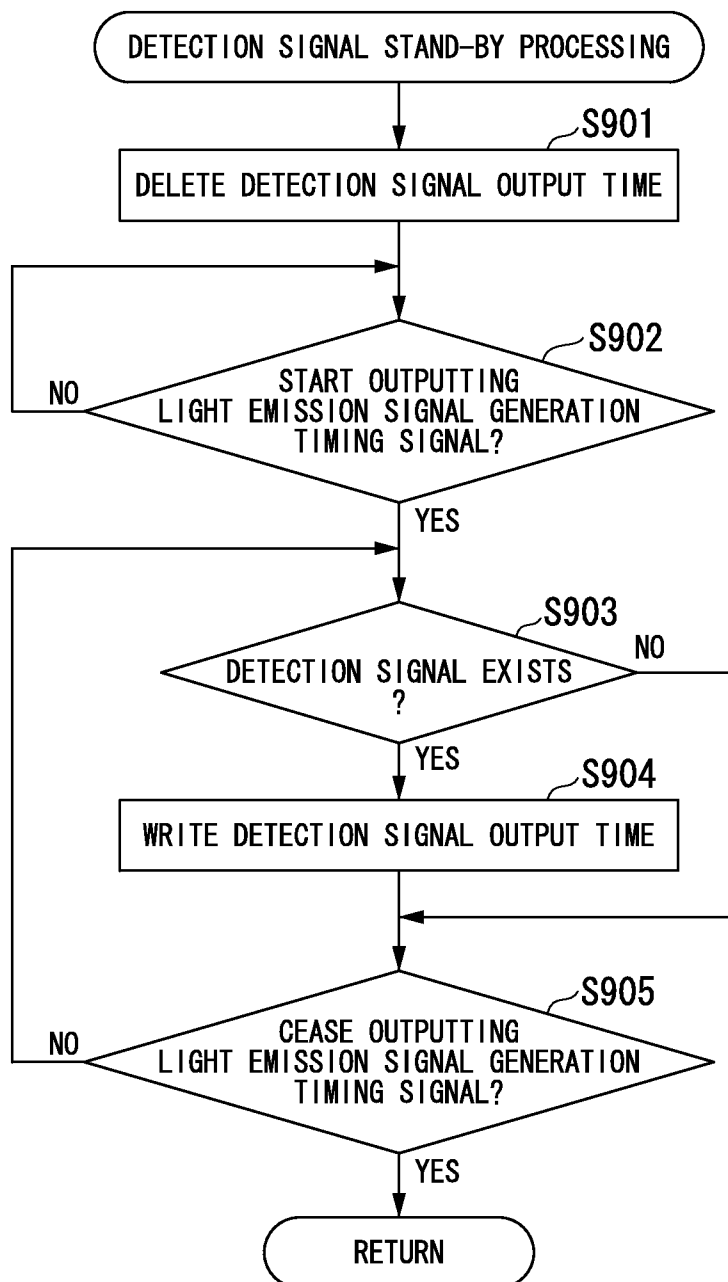 DETECTION SIGNAL STAND-BY PROCESSING
S901
DELETE DETECTION SIGNAL OUTPUT TIME
S902
START OUTPUTTING
LIGHT EMISSION SIGNAL GENERATION
TIMING SIGNAL?
NO
YES
S903
DETECTION SIGNAL EXISTS
?
NO
YES
S904
WRITE DETECTION SIGNAL OUTPUT TIME
S905
CEASE OUTPUTTING
LIGHT EMISSION SIGNAL GENERATION
TIMING SIGNAL?
NO
YES
RETURN